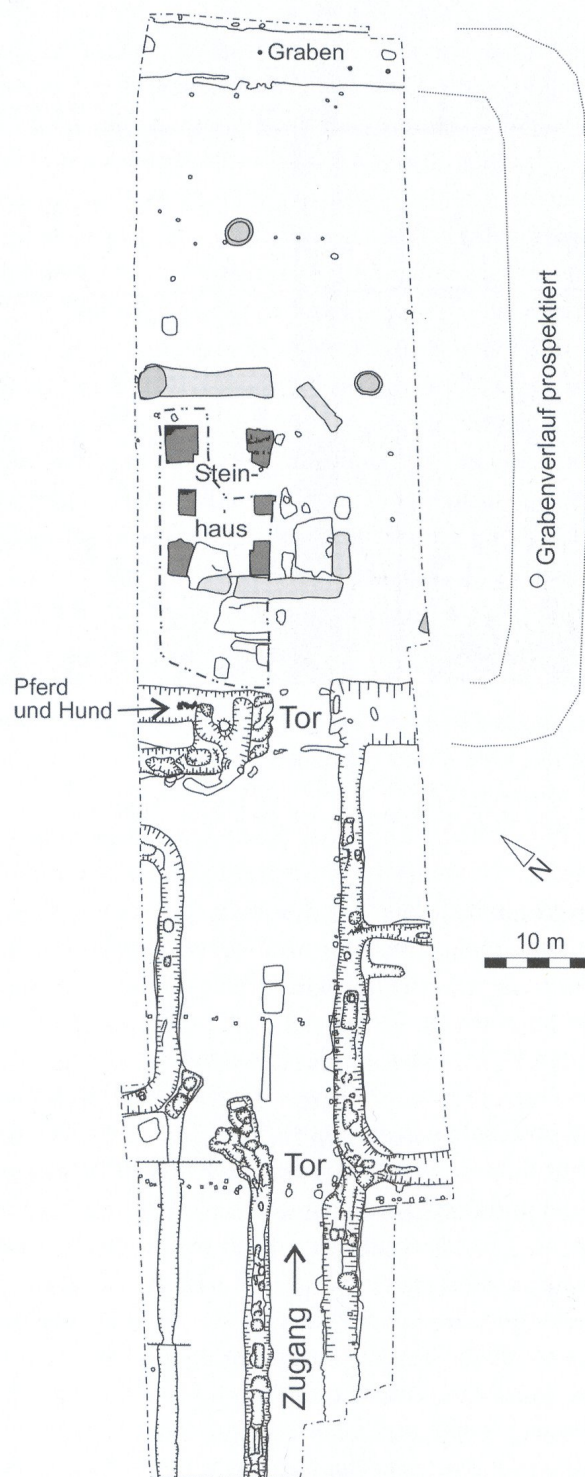 Graben
Grabenverlauf prospektiert
Stein-
haus
Pferd
und Hund
Tor
N
10 m
Tor
Zugang